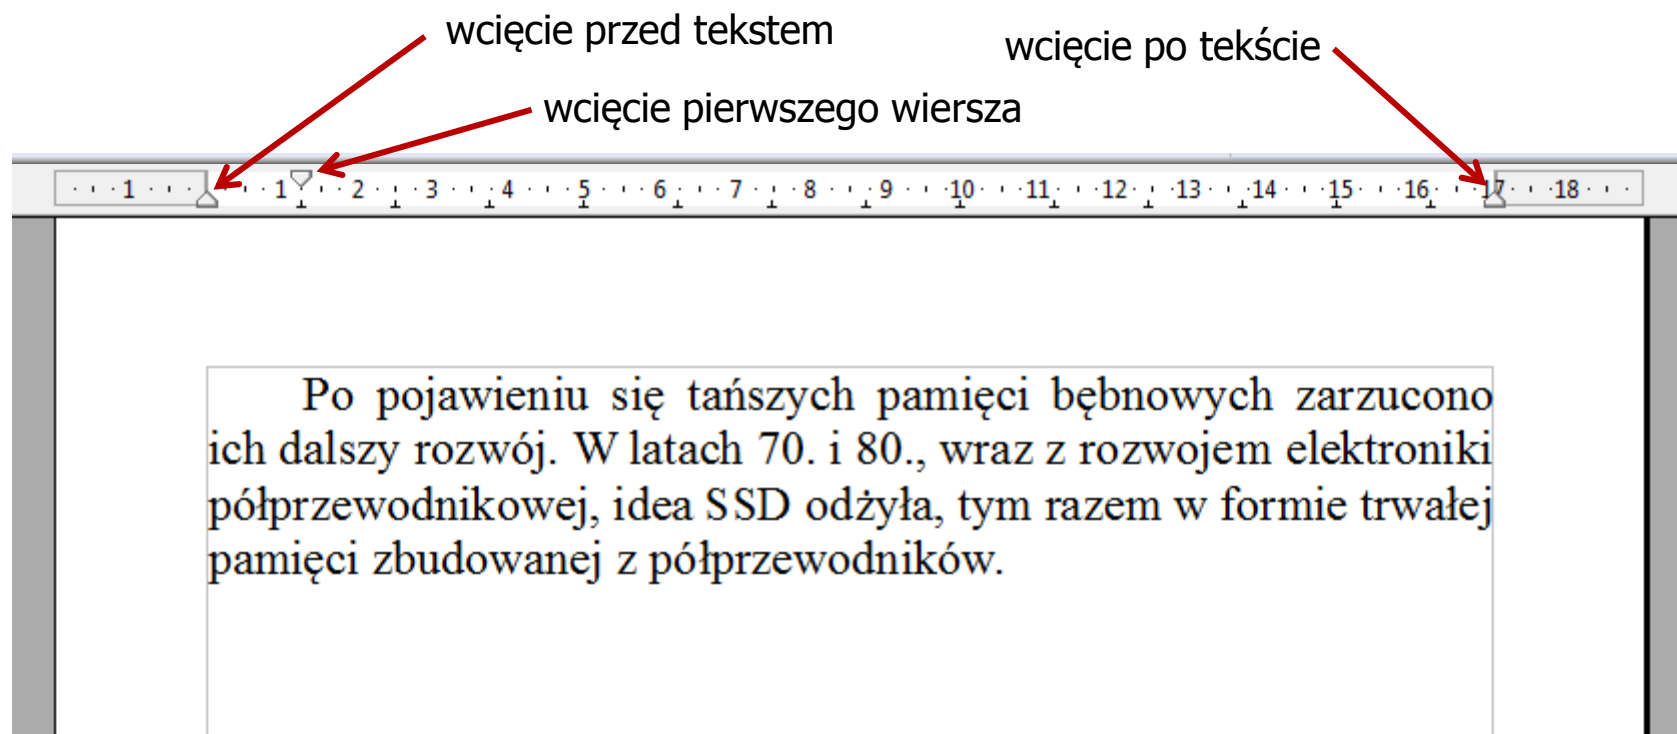 wcięcie przed tekstem
wcięcie po tekście
wcięcie pierwszego wiersza
1 1 2 3 4 5 6 7 8 9 10 11 12 13 14 15 16 17 18
Po pojawieniu się tańszych pamięci bębnowych zarzucono
ich dalszy rozwój. W latach 70. i 80., wraz z rozwojem elektroniki
półprzewodnikowej, idea SSD odżyła, tym razem w formie trwałej
pamięci zbudowanej z półprzewodników.